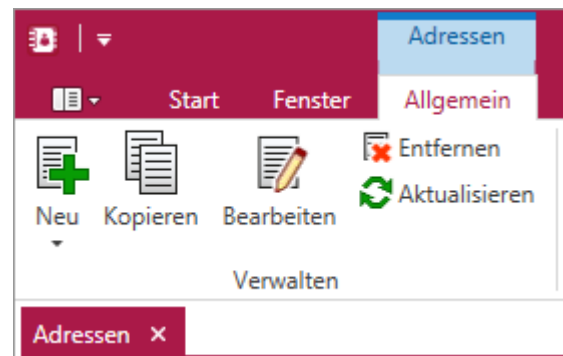 Adressen
Start Fenster Allgemein
Neu Kopieren Bearbeiten Entfernen
Aktualisieren
Verwalten
Adressen ×